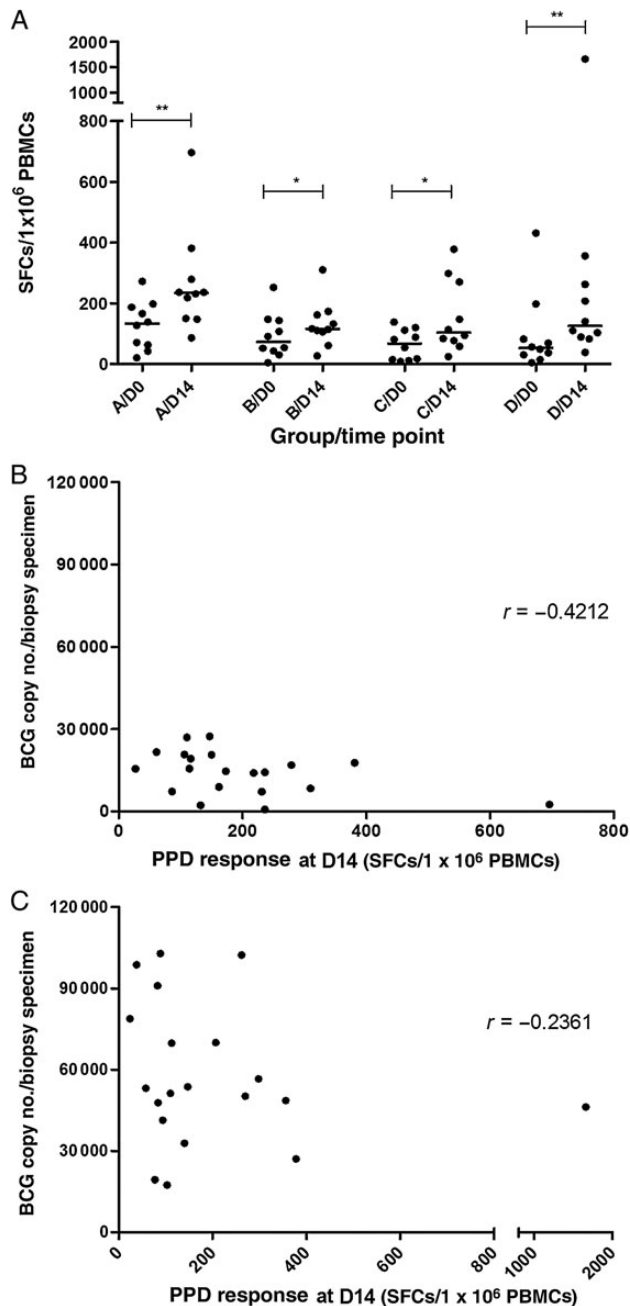 A
**
2000
1500
1000
800
600
400
200
0
**
*
*
SFCs/1x10⁶ PBMCs
A/D0
A/D14
B/D0
B/D14
C/D0
C/D14
D/D0
D/D14
Group/time point
B
120 000
90 000
60 000
30 000
0
BCG copy no./biopsy specimen
r = −0.4212
0
200
400
600
800
PPD response at D14 (SFCs/1 x 10⁶ PBMCs)
C
120 000
90 000
60 000
30 000
0
BCG copy no./biopsy specimen
r = −0.2361
0
200
400
600
800
1000
2000
PPD response at D14 (SFCs/1 x 10⁶ PBMCs)